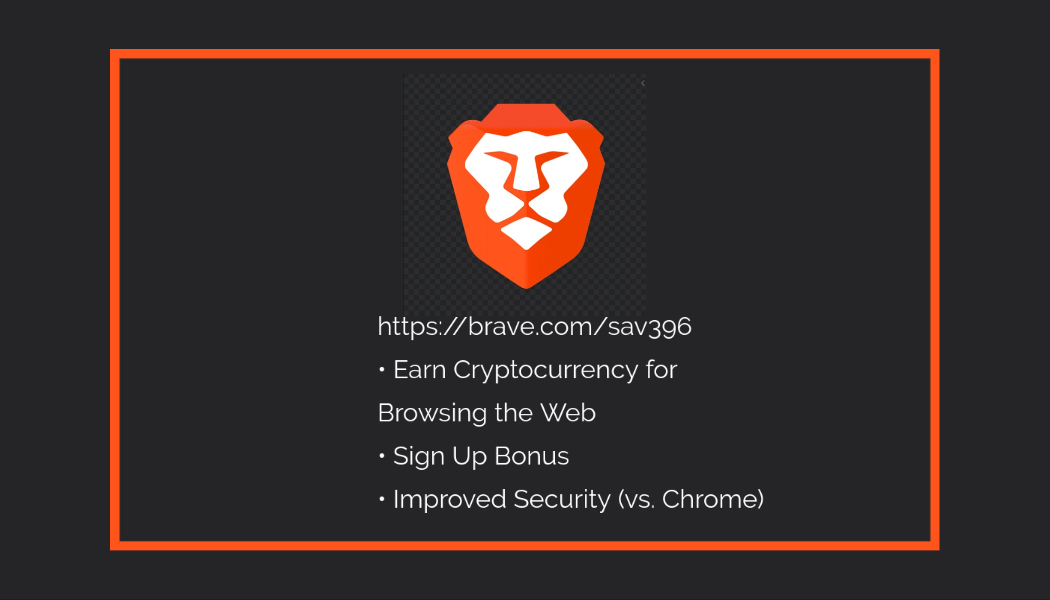 https://brave.com/sav396
• Earn Cryptocurrency for
Browsing the Web
• Sign Up Bonus
• Improved Security (vs. Chrome)